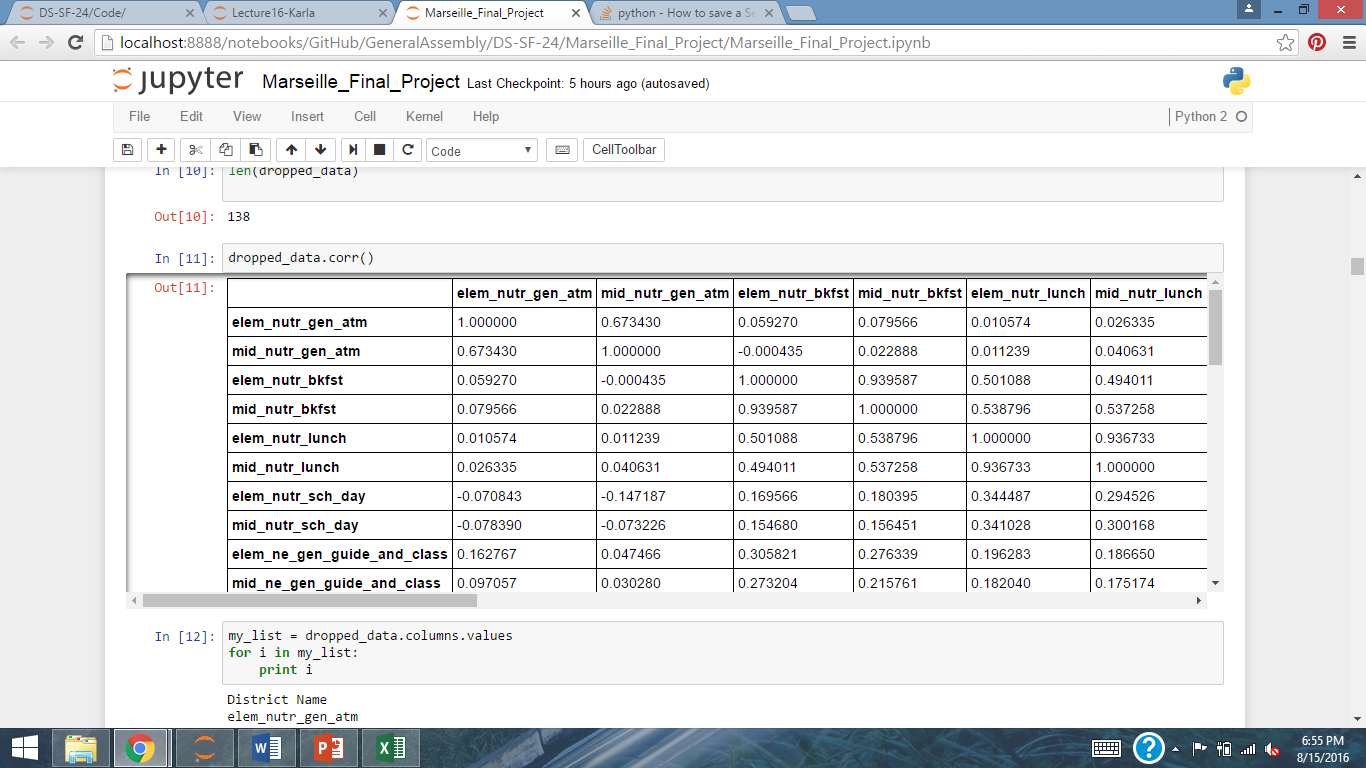 DS-SF-24/Code/ Lecture16-Karla Marseille_Final_Project python - How to save a Se
localhost:8888/notebooks/GitHub/GeneralAssembly/DS-SF-24/Marseille_Final_Project/Marseille_Final_Project.ipynb
jupyter Marseille_Final_Project Last Checkpoint: 5 hours ago (autosaved)
File Edit View Insert Cell Kernel Help Python 2
Code CellToolbar
In [10]: len(dropped_data)
Out[10]: 138
In [11]: dropped_data.corr()
Out[11]:
elem_nutr_gen_atm mid_nutr_gen_atm elem_nutr_bkfst mid_nutr_bkfst elem_nutr_lunch mid_nutr_lunch
elem_nutr_gen_atm 1.000000 0.673430 0.059270 0.079566 0.010574 0.026335
mid_nutr_gen_atm 0.673430 1.000000 -0.000435 0.022888 0.011239 0.040631
elem_nutr_bkfst 0.059270 -0.000435 1.000000 0.939587 0.501088 0.494011
mid_nutr_bkfst 0.079566 0.022888 0.939587 1.000000 0.538796 0.537258
elem_nutr_lunch 0.010574 0.011239 0.501088 0.538796 1.000000 0.936733
mid_nutr_lunch 0.026335 0.040631 0.494011 0.537258 0.936733 1.000000
elem_nutr_sch_day -0.070843 -0.147187 0.169566 0.180395 0.344487 0.294526
mid_nutr_sch_day -0.078390 -0.073226 0.154680 0.156451 0.341028 0.300168
elem_ne_gen_guide_and_class 0.162767 0.047466 0.305821 0.276339 0.196283 0.186650
mid_ne_gen_guide_and_class 0.097057 0.030280 0.273204 0.215761 0.182040 0.175174
In [12]: my_list = dropped_data.columns.values
for i in my_list:
print i
District Name
elem_nutr_gen_atm
6:55 PM
8/15/2016